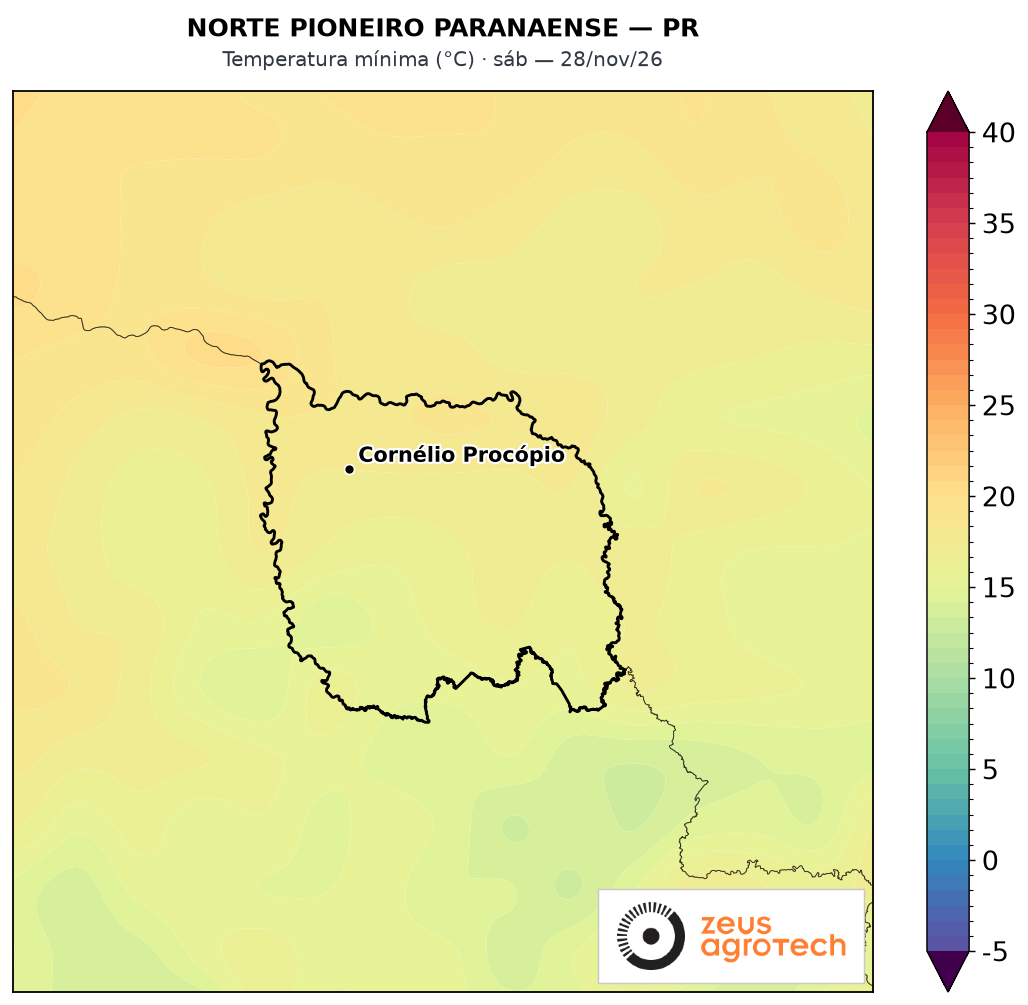 NORTE PIONEIRO PARANAENSE — PR
Temperatura mínima (°C) · sáb — 28/nov/26
40
35
30
25
20
15
10
5
0
-5
Cornélio Procópio
zeus
agrotech